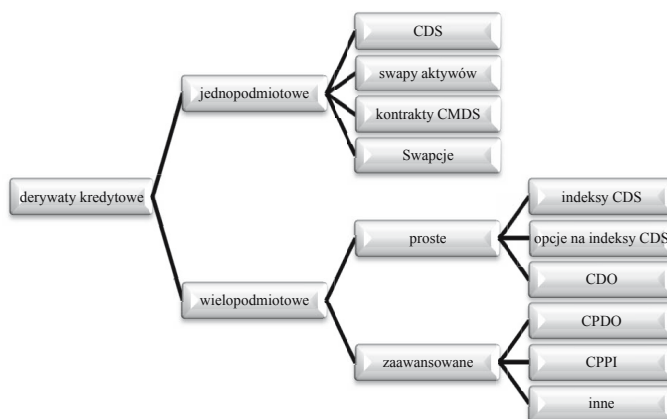 derywaty kredytowe
jednopodmiotowe
CDS
swapy aktywów
kontrakty CMDS
Swapcje
wielopodmiotowe
proste
indeksy CDS
opcje na indeksy CDS
CDO
zaawansowane
CPDO
CPPI
inne